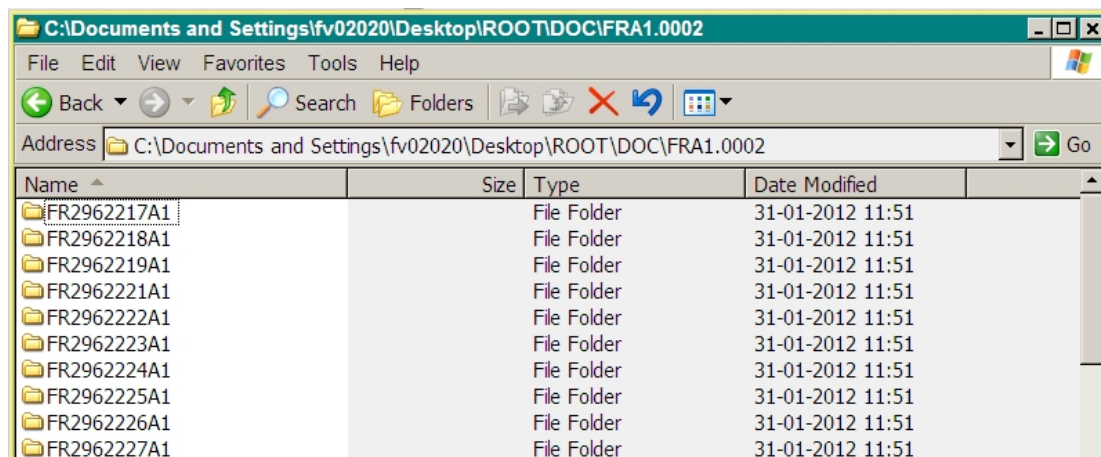 C:\Documents and Settings\fv02020\Desktop\ROOT\DOC\FRA1.0002
File Edit View Favorites Tools Help
Back Search Folders
Address C:\Documents and Settings\fv02020\Desktop\ROOT\DOC\FRA1.0002 Go
Name Size Type Date Modified
FR2962217A1 File Folder 31-01-2012 11:51
FR2962218A1 File Folder 31-01-2012 11:51
FR2962219A1 File Folder 31-01-2012 11:51
FR2962221A1 File Folder 31-01-2012 11:51
FR2962222A1 File Folder 31-01-2012 11:51
FR2962223A1 File Folder 31-01-2012 11:51
FR2962224A1 File Folder 31-01-2012 11:51
FR2962225A1 File Folder 31-01-2012 11:51
FR2962226A1 File Folder 31-01-2012 11:51
FR2962227A1 File Folder 31-01-2012 11:51